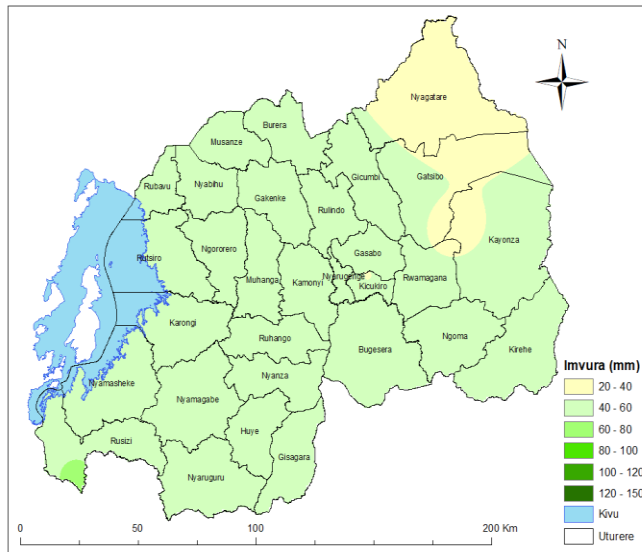 N
Nyagatare
Burera
Musanze
Gicumbi
Gatsibo
Rubavu
Nyabihu
Gakenke
Rulindo
Kayonza
Rutsiro
Ngororero
Gasabo
Muhanga
Kamonyi
Nyarugenge
Kicukiro
Rwamagana
Karongi
Ruhango
Bugesera
Ngoma
Kirehe
Nyamasheke
Nyanza
Nyamagabe
Huye
Rusizi
Gisagara
Nyaruguru
Imvura (mm)
20 - 40
40 - 60
60 - 80
80 - 100
100 - 120
120 - 150
Kivu
Uturere
0 50 100 200 Km